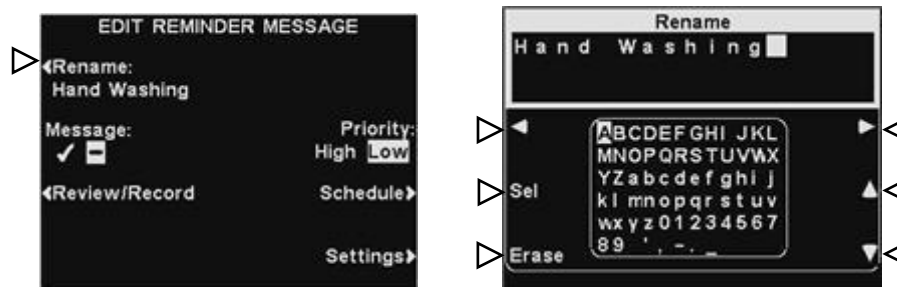 EDIT REMINDER MESSAGE
◀Rename:
Hand Washing
Message:
✓ –
Priority:
High Low
◀Review/Record
Schedule▶
Settings▶
Rename
Hand Washing
◀ ▶
ABCDEFGHIJKL
MNOPQRSTUVWX
YZabcdefghij
Sel ▲
klmnopqrstuv
wxyz01234567
89 ' , - . _
Erase ▼